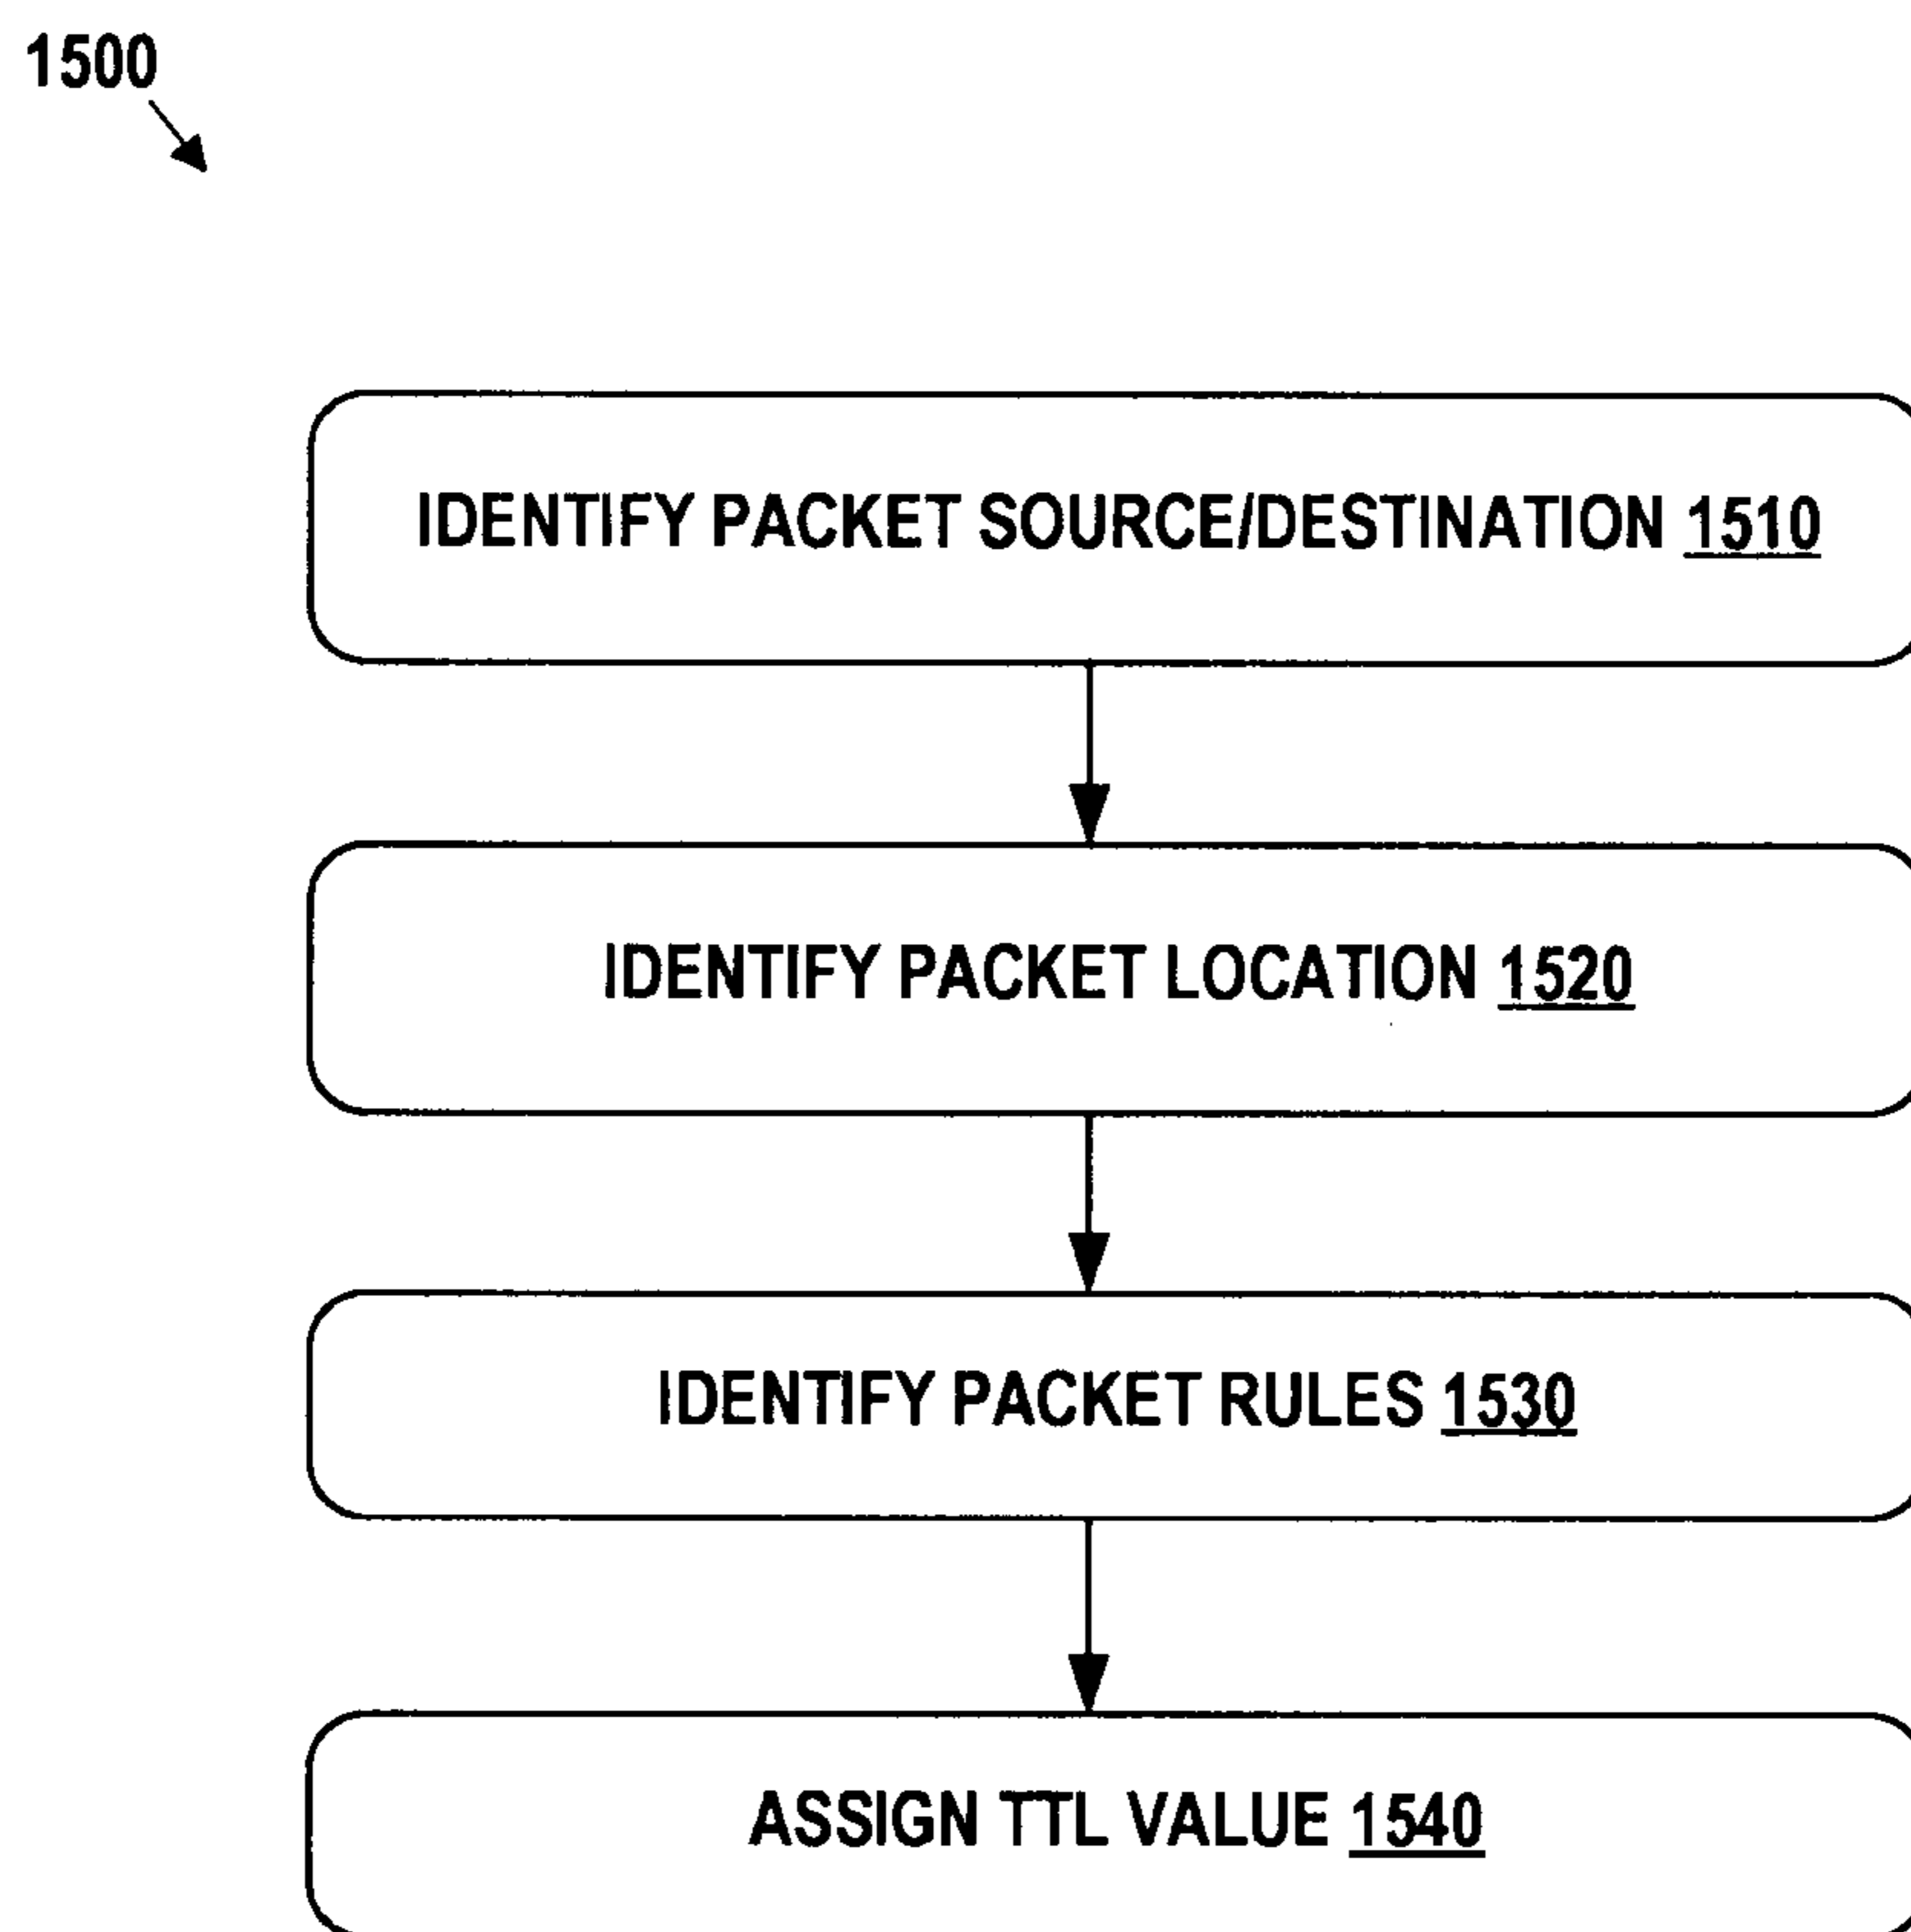 1500
IDENTIFY PACKET SOURCE/DESTINATION 1510
IDENTIFY PACKET LOCATION 1520
IDENTIFY PACKET RULES 1530
ASSIGN TTL VALUE 1540